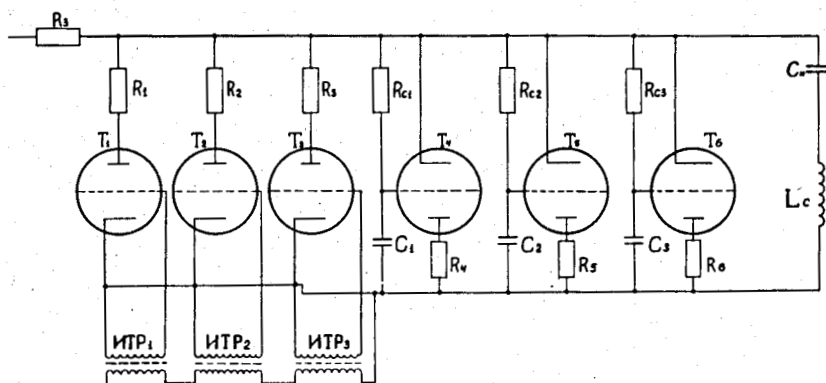 R₃
R₁
R₂
R₃
Rc₁
Rc₂
Rc₃
Cₙ
T₁
T₂
T₃
T₄
T₅
T₆
Lc
C₁
C₂
C₃
R₄
R₅
R₆
ИТР₁
ИТР₂
ИТР₃